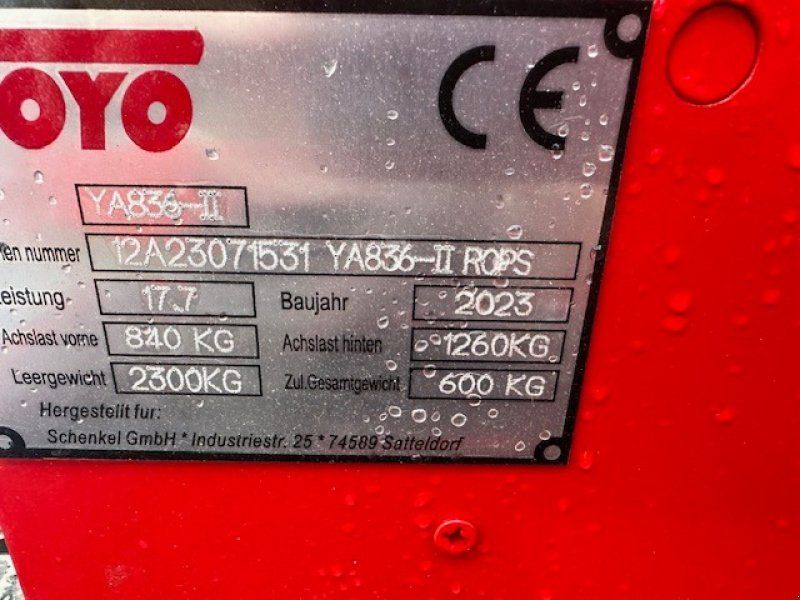 OYO
CE
YA836-II
en nummer 12A23071531 YA836-II ROPS
eistung 17.7 Baujahr 2023
Achslast vorne 840 KG Achslast hinten 1260KG
Leergewicht 2300KG Zul.Gesamtgewicht 600 KG
Hergestellt fur:
Schenkel GmbH * Industriestr. 25 * 74589 Satteldorf